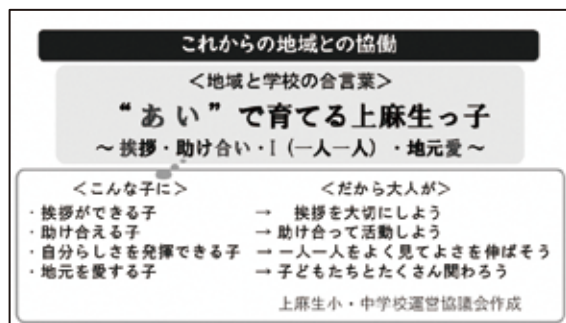 これからの地域との協働
＜地域と学校の合言葉＞
“あい”で育てる上麻生っ子
～挨拶・助け合い・I（一人一人）・地元愛～
＜こんな子に＞　＜だから大人が＞
・挨拶ができる子　→　挨拶を大切にしよう
・助け合える子　→ 助け合って活動しよう
・自分らしさを発揮できる子　→ 一人一人をよく見てよさを伸ばそう
・地元を愛する子　→ 子どもたちとたくさん関わろう
上麻生小・中学校運営協議会作成